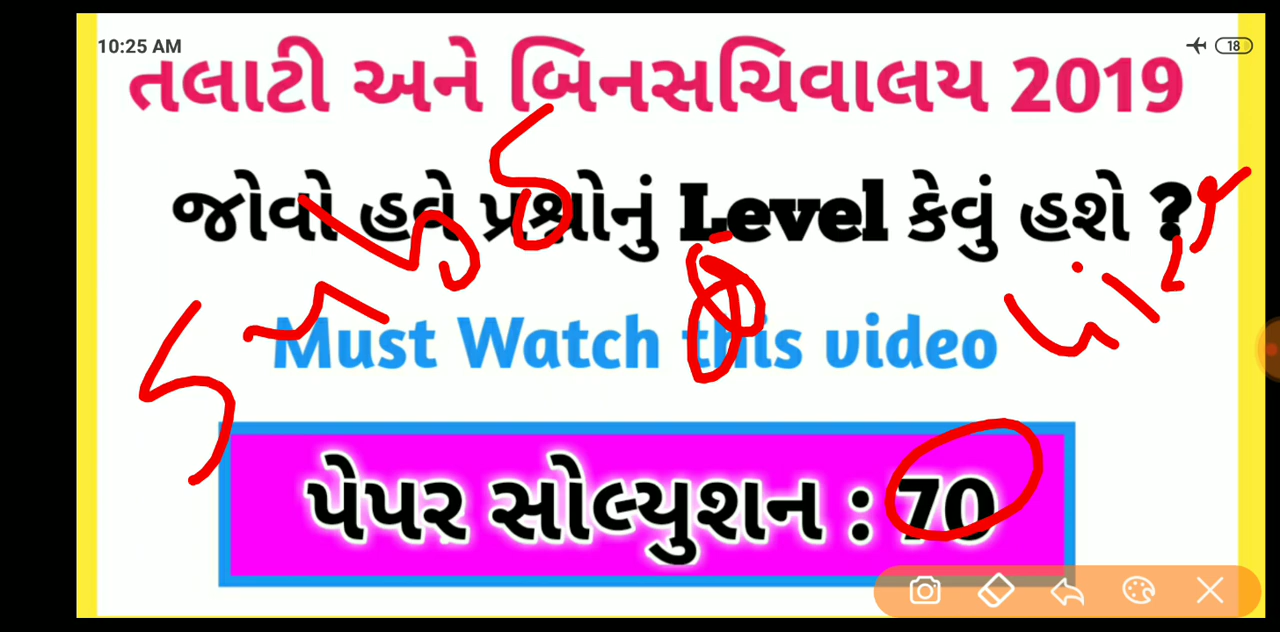 10:25 AM
18
તલાટી અને બિનસચિવાલય 2019
જોવો હવે પ્રશ્નોનું Level કેવું હશે ?
Must Watch this video
પેપર સોલ્યુશન : 70